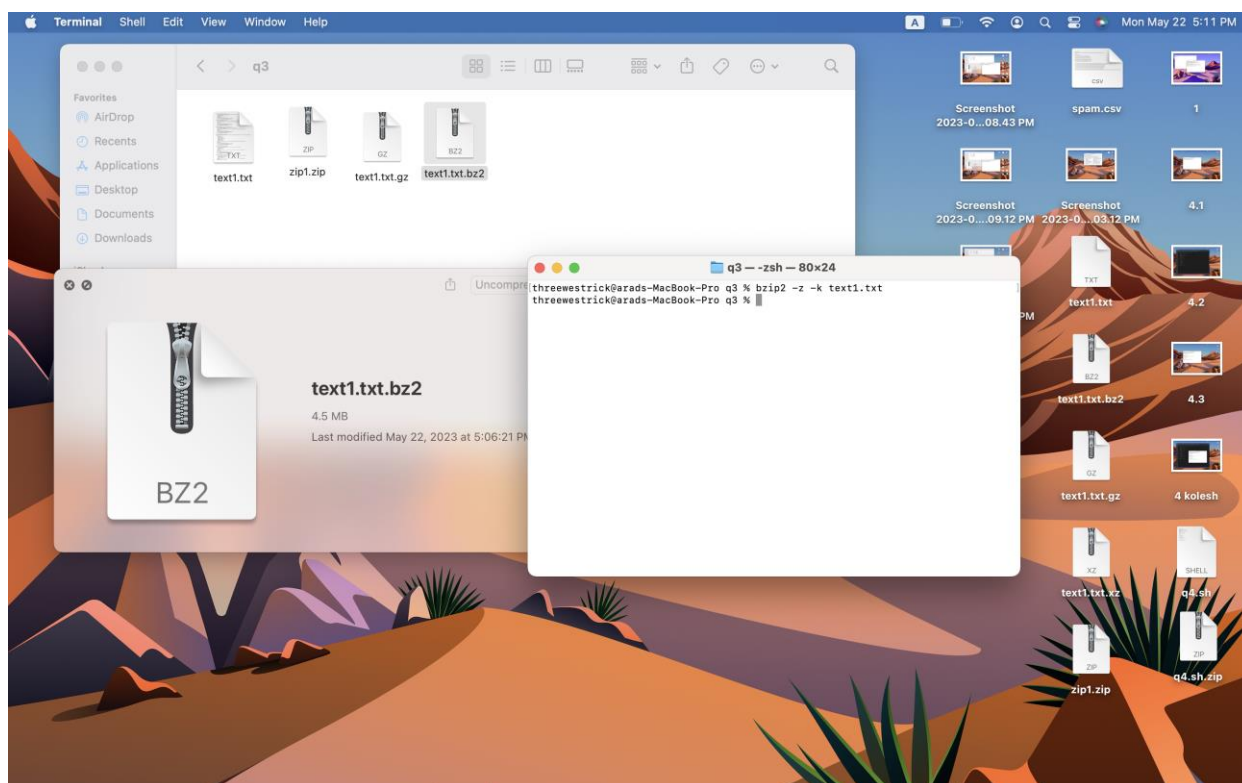 Terminal Shell Edit View Window Help
A Mon May 22 5:11 PM
q3
Favorites
AirDrop
Recents
Applications
Desktop
Documents
Downloads
TXT
ZIP
GZ
BZ2
text1.txt zip1.zip text1.txt.gz text1.txt.bz2
Uncompre
BZ2
text1.txt.bz2
4.5 MB
Last modified May 22, 2023 at 5:06:21 PM
q3 — -zsh — 80×24
threewestrick@arads-MacBook-Pro q3 % bzip2 -z -k text1.txt
threewestrick@arads-MacBook-Pro q3 %
CSV
Screenshot
2023-0...08.43 PM
spam.csv
1
Screenshot
2023-0....09.12 PM
Screenshot
2023-0....03.12 PM
4.1
PM
TXT
text1.txt
4.2
BZ2
text1.txt.bz2
4.3
GZ
text1.txt.gz
4 kolesh
XZ
text1.txt.xz
SHELL
q4.sh
ZIP
zip1.zip
ZIP
q4.sh.zip